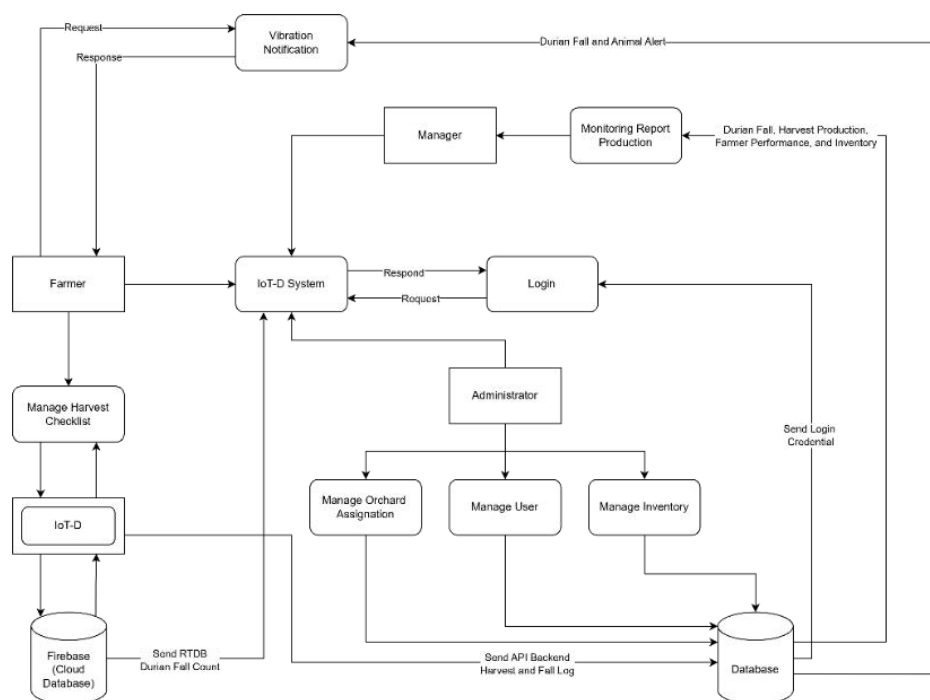 Request
Vibration
Notification
Durian Fall and Animal Alert
Response
Manager
Monitoring Report
Production
Durian Fall, Harvest Production,
Farmer Performance, and Inventory
Farmer
IoT-D System
Respond
Request
Login
Manage Harvest
Checklist
Administrator
Send Login
Credential
IoT-D
Manage Orchard
Assignation
Manage User
Manage Inventory
Firebase
(Cloud
Database)
Send RTDB
Durian Fall Count
Send API Backend
Harvest and Fall Log
Database